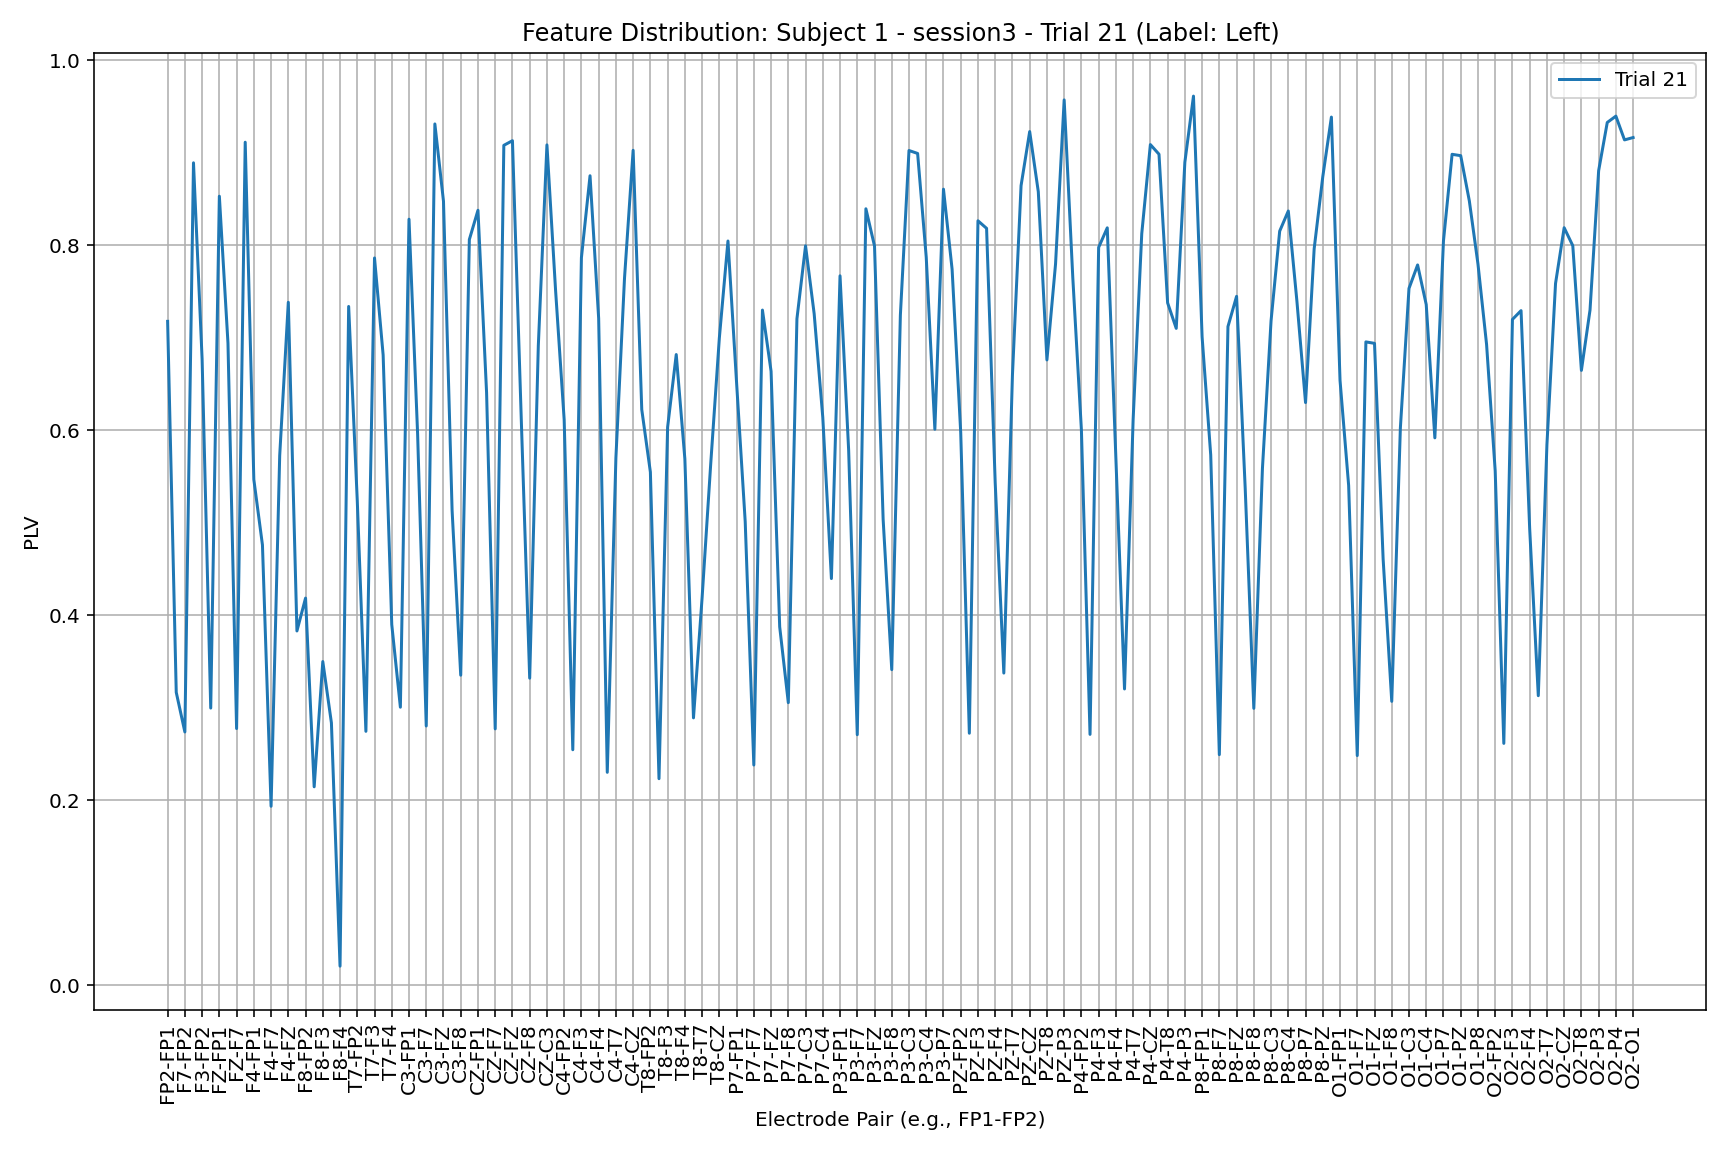 Feature Distribution: Subject 1 - session3 - Trial 21 (Label: Left)
Trial 21
PLV
1.0
0.8
0.6
0.4
0.2
0.0
FP2-FP1
F7-FP2
F3-FP2
FZ-FP1
FZ-F7
F4-FP1
F4-F7
F4-FZ
F8-FP2
F8-F3
F8-F4
T7-FP2
T7-F3
T7-F4
C3-FP1
C3-F7
C3-FZ
C3-F8
CZ-FP1
CZ-F7
CZ-FZ
CZ-F8
CZ-C3
C4-FP2
C4-F3
C4-F4
C4-T7
C4-CZ
T8-FP2
T8-F3
T8-F4
T8-T7
T8-CZ
P7-FP1
P7-F7
P7-FZ
P7-F8
P7-C3
P7-C4
P3-FP1
P3-F7
P3-FZ
P3-F8
P3-C3
P3-C4
P3-P7
PZ-FP2
PZ-F3
PZ-F4
PZ-T7
PZ-CZ
PZ-T8
PZ-P3
P4-FP2
P4-F3
P4-F4
P4-T7
P4-CZ
P4-T8
P4-P3
P8-FP1
P8-F7
P8-FZ
P8-F8
P8-C3
P8-C4
P8-P7
P8-PZ
O1-FP1
O1-F7
O1-FZ
O1-F8
O1-C3
O1-C4
O1-P7
O1-PZ
O1-P8
O2-FP2
O2-F3
O2-F4
O2-T7
O2-CZ
O2-T8
O2-P3
O2-P4
O2-O1
Electrode Pair (e.g., FP1-FP2)